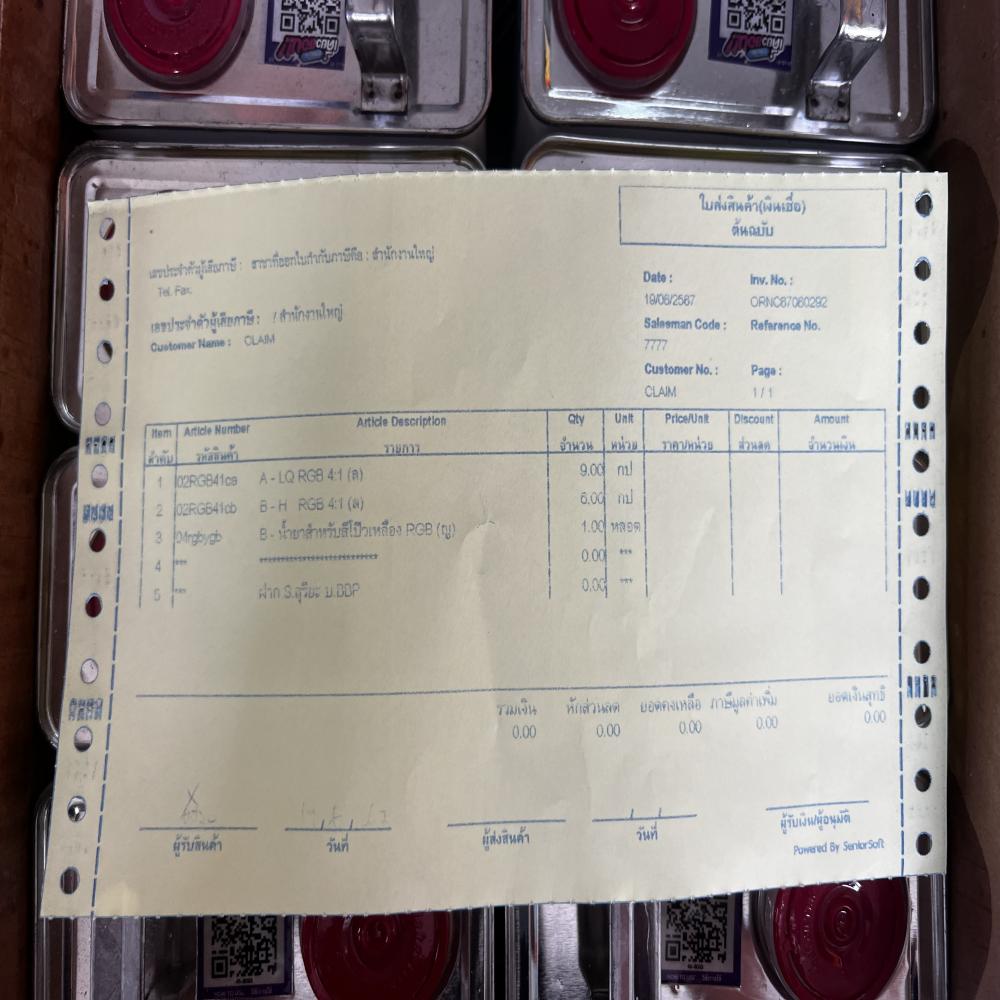 ใบส่งสินค้า(เงินเชื่อ)
ต้นฉบับ
เลขประจำตัวผู้เสียภาษี : สาขาที่ออกใบกำกับภาษีคือ : สำนักงานใหญ่
Tel. Fax.
เลขประจำตัวผู้เสียภาษี : / สำนักงานใหญ่
Customer Name : CLAIM
Date : Inv. No. :
19/06/2567 ORNC67060292
Salesman Code : Reference No.
7777
Customer No. : Page :
CLAIM 1 / 1
Item Article Number Article Description Qty Unit Price/Unit Discount Amount
ลำดับ รหัสสินค้า รายการ จำนวน หน่วย ราคา/หน่วย ส่วนลด จำนวนเงิน
1 02RGB41ca A - LQ RGB 4:1 (ล) 9.00 กป
2 02RGB41cb B - H RGB 4:1 (ล) 6.00 กป
3 04rgbygb B - น้ำยาสำหรับสีโป๊วเหลือง RGB (ญ) 1.00 หลอด
4 *** ************************** 0.00 ***
5 *** ฝาก S.สุริยะ บ.BBP 0.00 ***
รวมเงิน หักส่วนลด ยอดคงเหลือ ภาษีมูลค่าเพิ่ม ยอดเงินสุทธิ
0.00 0.00 0.00 0.00 0.00
X
ผู้รับสินค้า วันที่ ผู้ส่งสินค้า วันที่ ผู้รับเงิน/ผู้อนุมัติ
Powered By SeniorSoft